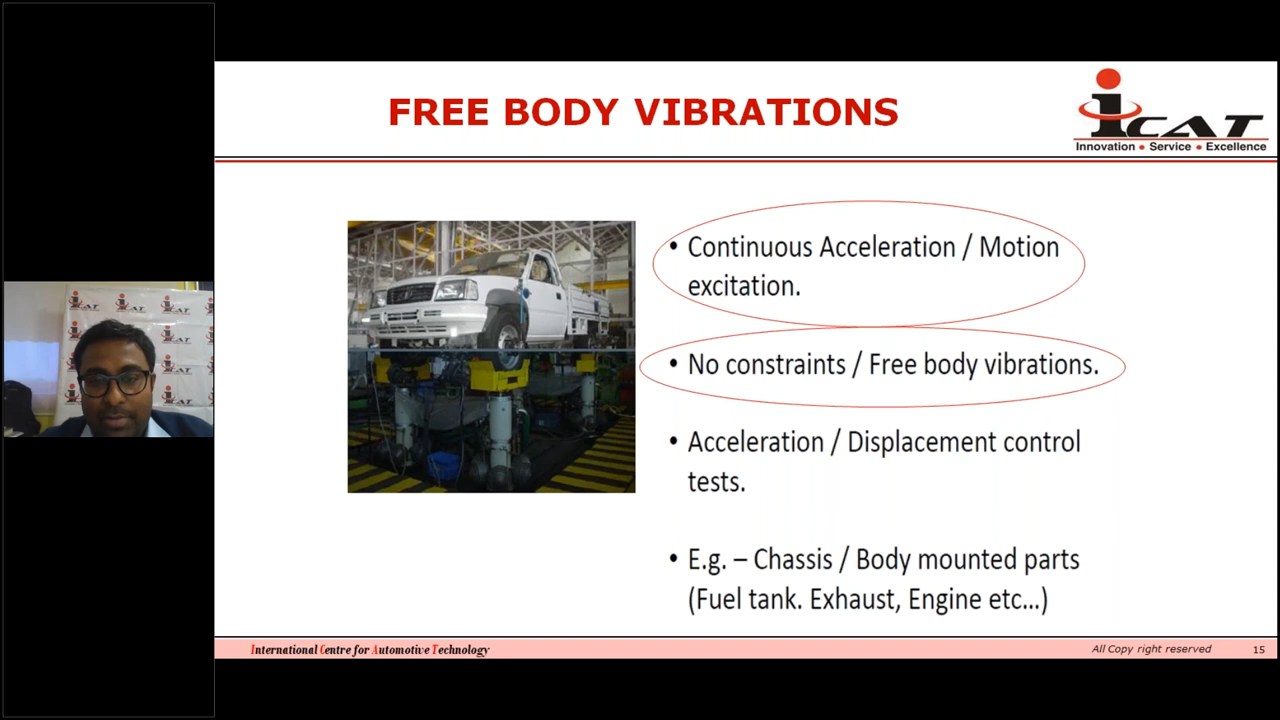 FREE BODY VIBRATIONS
iCAT
Innovation • Service • Excellence
• Continuous Acceleration / Motion
excitation.
• No constraints / Free body vibrations.
• Acceleration / Displacement control
tests.
• E.g. – Chassis / Body mounted parts
(Fuel tank. Exhaust, Engine etc...)
International Centre for Automotive Technology
All Copy right reserved
15